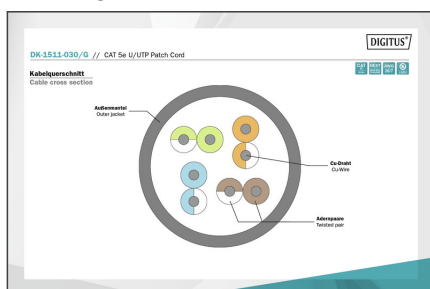 DIGITUS®
DK-1511-030/G // CAT 5e U/UTP Patch Cord
Kabelquerschnitt
Cable cross section
Außenmantel
Outer jacket
Cu-Draht
Cu-Wire
Adernpaare
Twisted pair